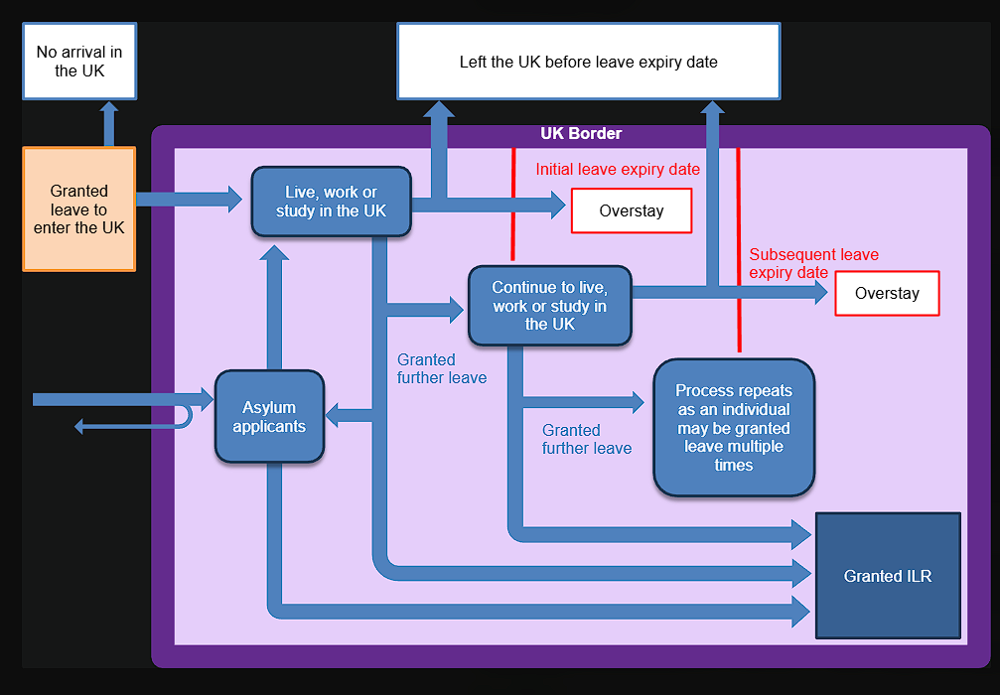 No arrival in
the UK
Left the UK before leave expiry date
UK Border
Granted
leave to
enter the UK
Live, work or
study in the UK
Initial leave expiry date
Overstay
Subsequent leave
expiry date
Overstay
Continue to live,
work or study in
the UK
Granted
further leave
Asylum
applicants
Process repeats
as an individual
may be granted
leave multiple
times
Granted
further leave
Granted ILR